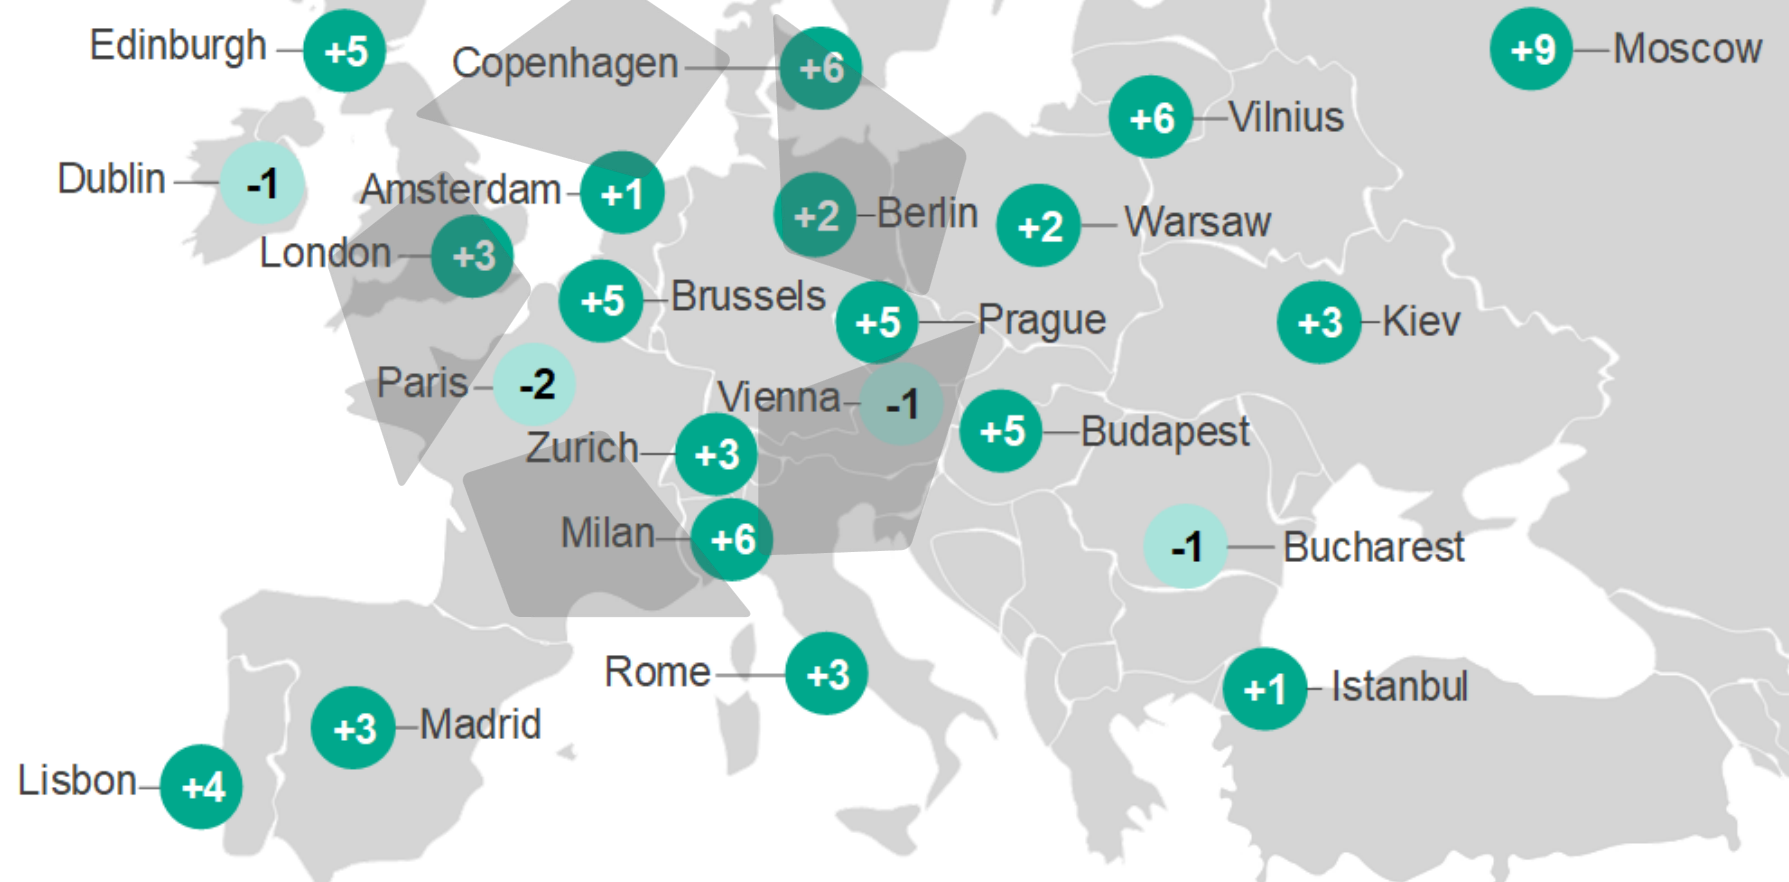 Edinburgh +5
Copenhagen +6
+9 Moscow
+6 Vilnius
Dublin -1
Amsterdam +1
+2 Berlin
+2 Warsaw
London +3
+5 Brussels
+5 Prague
+3 Kiev
Paris -2
Vienna -1
+5 Budapest
Zurich +3
Milan +6
-1 Bucharest
Rome +3
+1 Istanbul
+3 Madrid
Lisbon +4